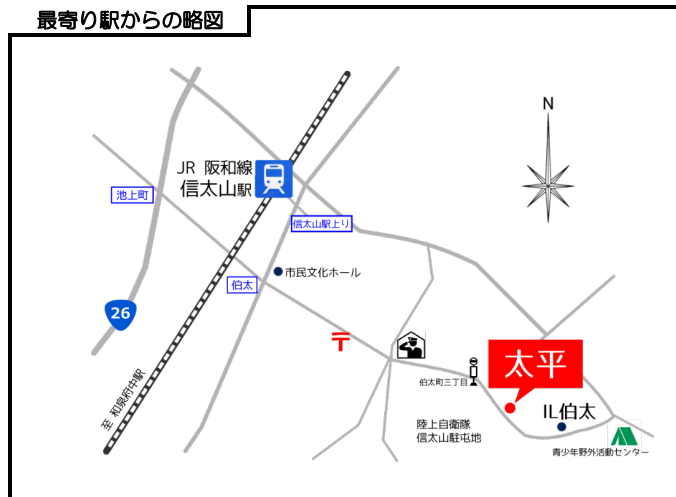 最寄り駅からの略図
N
JR 阪和線
信太山駅
池上町
信太山駅上り
市民文化ホール
伯太
26
〒
太平
伯太町三丁目
IL伯太
陸上自衛隊
信太山駐屯地
青少年野外活動センター
至 和泉府中駅